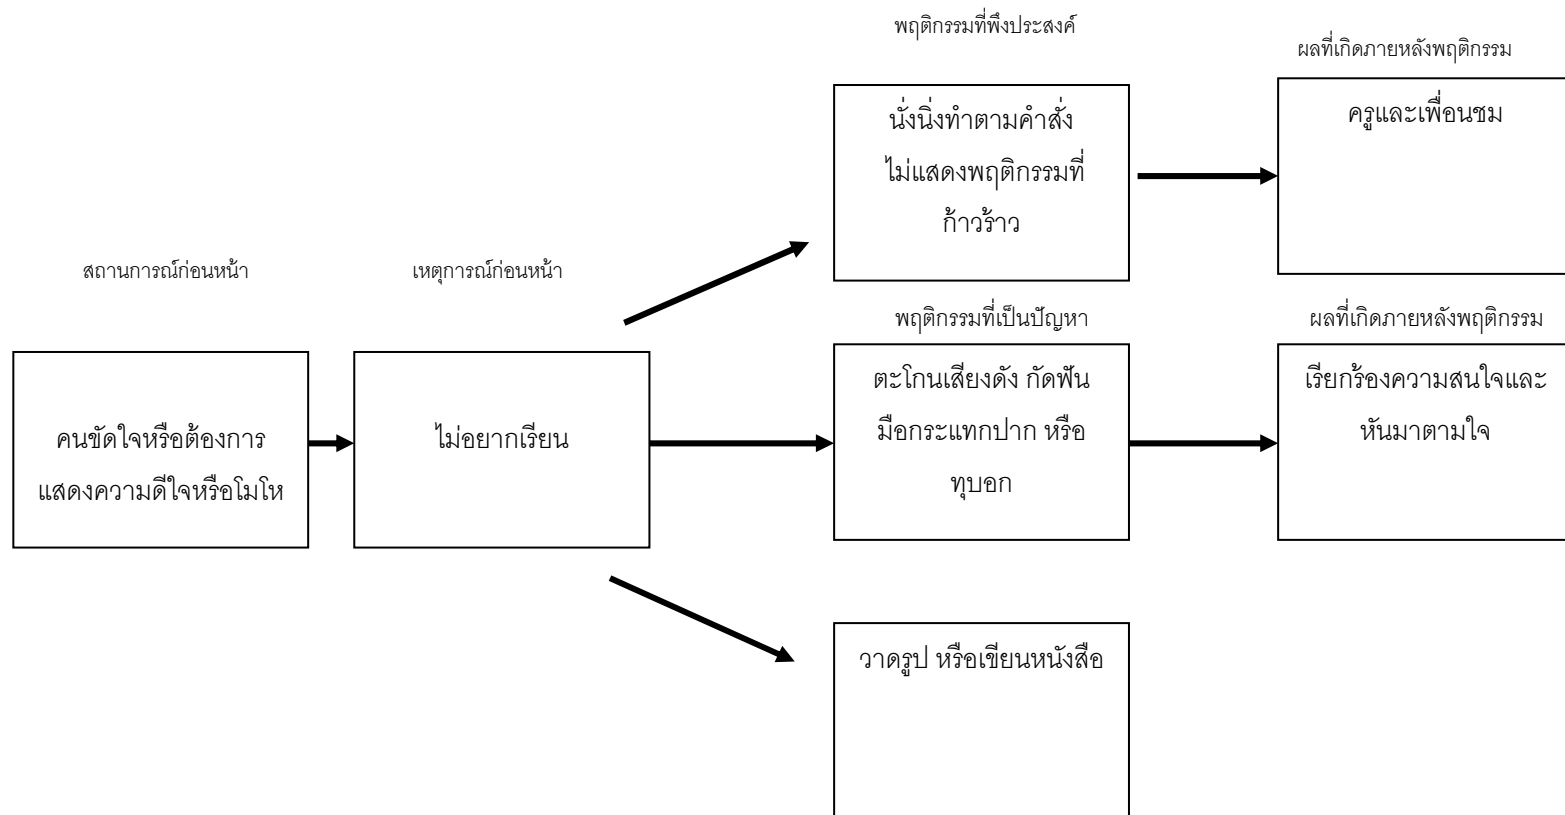 พฤติกรรมที่พึงประสงค์
ผลที่เกิดภายหลังพฤติกรรม
นั่งนิ่งทำตามคำสั่ง
ไม่แสดงพฤติกรรมที่
ก้าวร้าว
ครูและเพื่อนชม
สถานการณ์ก่อนหน้า
เหตุการณ์ก่อนหน้า
พฤติกรรมที่เป็นปัญหา
ผลที่เกิดภายหลังพฤติกรรม
คนขัดใจหรือต้องการ
แสดงความดีใจหรือโมโห
ไม่อยากเรียน
ตะโกนเสียงดัง กัดฟัน
มือกระแทกปาก หรือ
ทุบอก
เรียกร้องความสนใจและ
หันมาตามใจ
วาดรูป หรือเขียนหนังสือ